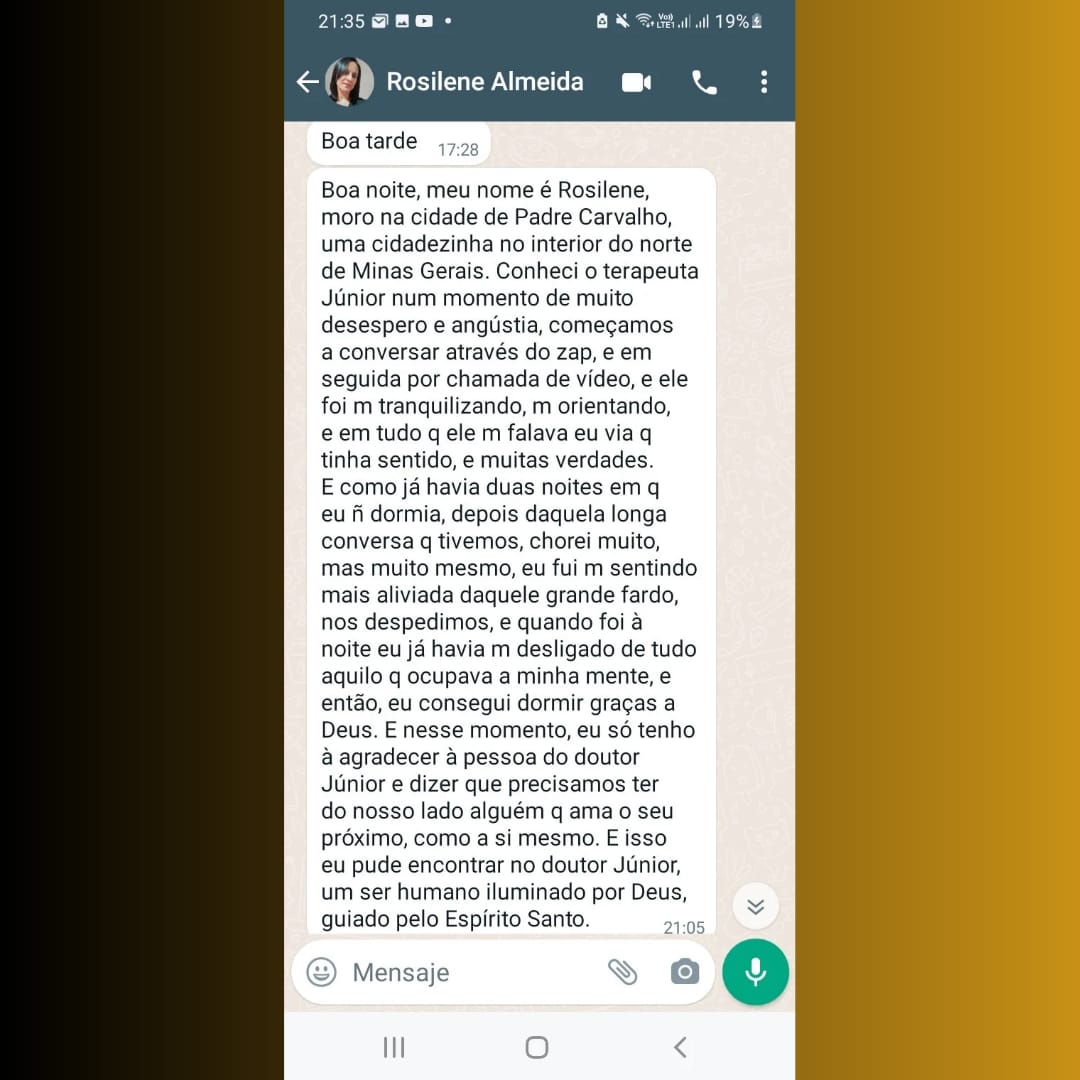 21:35
Vo)) LTE1 19%
Rosilene Almeida
Boa tarde 17:28
Boa noite, meu nome é Rosilene,
moro na cidade de Padre Carvalho,
uma cidadezinha no interior do norte
de Minas Gerais. Conheci o terapeuta
Júnior num momento de muito
desespero e angústia, começamos
a conversar através do zap, e em
seguida por chamada de vídeo, e ele
foi m tranquilizando, m orientando,
e em tudo q ele m falava eu via q
tinha sentido, e muitas verdades.
E como já havia duas noites em q
eu ñ dormia, depois daquela longa
conversa q tivemos, chorei muito,
mas muito mesmo, eu fui m sentindo
mais aliviada daquele grande fardo,
nos despedimos, e quando foi à
noite eu já havia m desligado de tudo
aquilo q ocupava a minha mente, e
então, eu consegui dormir graças a
Deus. E nesse momento, eu só tenho
à agradecer à pessoa do doutor
Júnior e dizer que precisamos ter
do nosso lado alguém q ama o seu
próximo, como a si mesmo. E isso
eu pude encontrar no doutor Júnior,
um ser humano iluminado por Deus,
guiado pelo Espírito Santo.
21:05
Mensaje